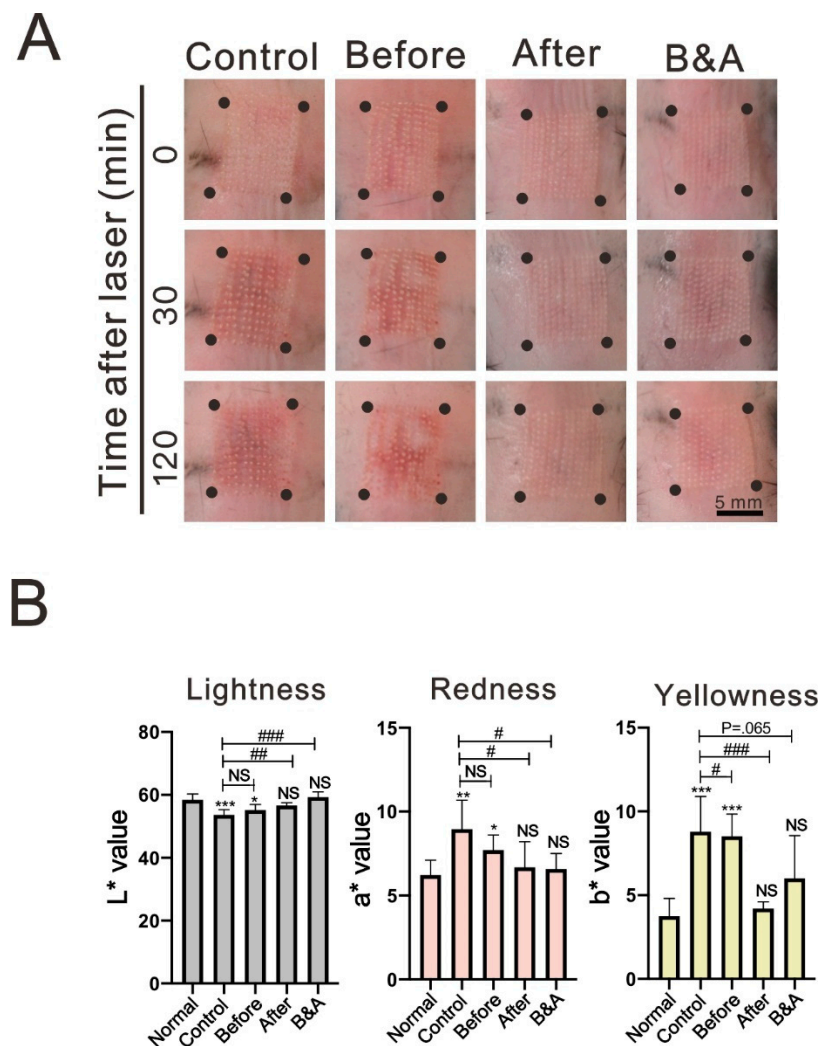 A
Control Before After B&A
Time after laser (min)
0
30
120
5 mm
B
Lightness
80
60
40
20
0
L* value
###
##
NS
*** * NS NS
Normal Control Before After B&A
Redness
15
10
5
0
a* value
#
#
NS
** * NS NS
Normal Control Before After B&A
Yellowness
15
10
5
0
b* value
P=.065
###
#
*** *** NS NS
Normal Control Before After B&A